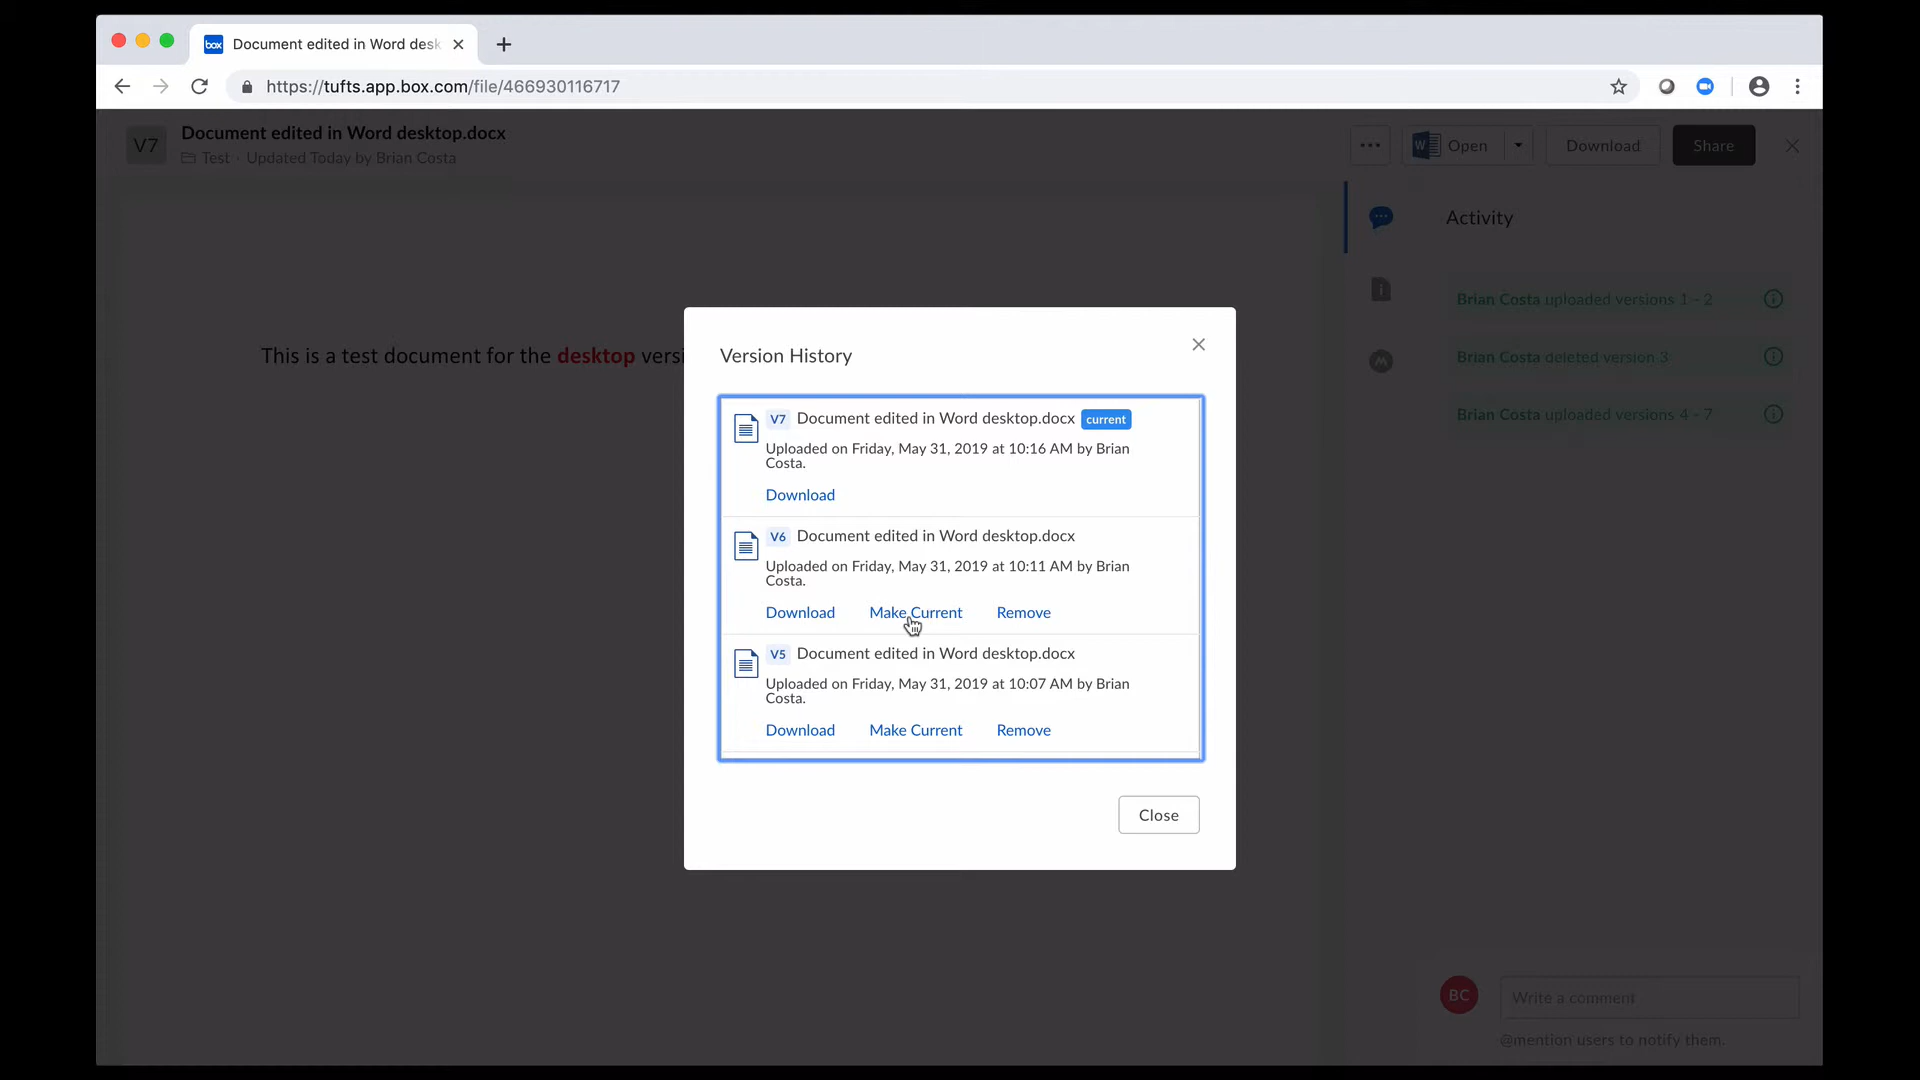 box Document edited in Word desk
https://tufts.app.box.com/file/466930116717
V7 Document edited in Word desktop.docx
Test · Updated Today by Brian Costa
W Open Download Share
This is a test document for the desktop versi
Activity
Brian Costa uploaded versions 1 - 2
Brian Costa deleted version 3
Brian Costa uploaded versions 4 - 7
Version History
V7 Document edited in Word desktop.docx current
Uploaded on Friday, May 31, 2019 at 10:16 AM by Brian
Costa.
Download
V6 Document edited in Word desktop.docx
Uploaded on Friday, May 31, 2019 at 10:11 AM by Brian
Costa.
Download Make Current Remove
V5 Document edited in Word desktop.docx
Uploaded on Friday, May 31, 2019 at 10:07 AM by Brian
Costa.
Download Make Current Remove
Close
BC Write a comment
@mention users to notify them.